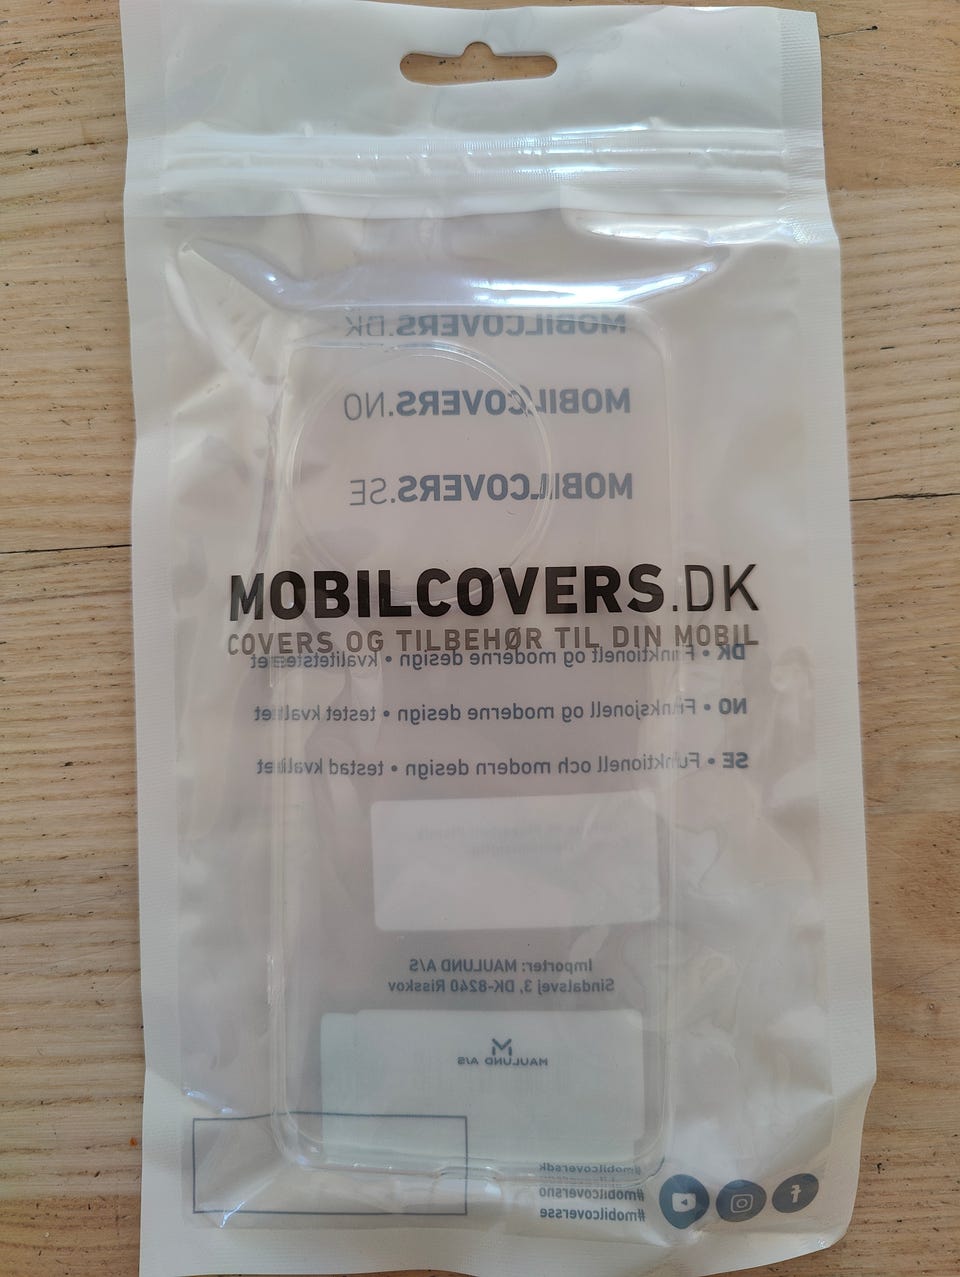 MOBILCOVERS.DK
MOBILCOVERS.NO
MOBILCOVERS.SE
MOBILCOVERS.DK
COVERS OG TILBEHØR TIL DIN MOBIL
DK • Funktionelt og moderne design • kvalitetstestet
NO • Funksjonell og moderne design • testet kvalitet
SE • Funktionell och modern design • testad kvalitet
Importer: MAULUND A/S
Sindalsvej 3, DK-8240 Risskov
MAULUND A/S
#mobilcoversdk
#mobilcoversno
#mobilcoversse